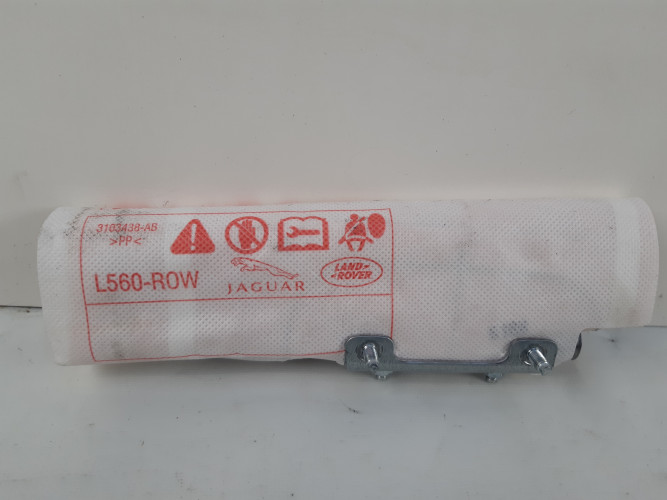 3103438-AB
>PP<
L560-ROW
JAGUAR
LAND-
-ROVER